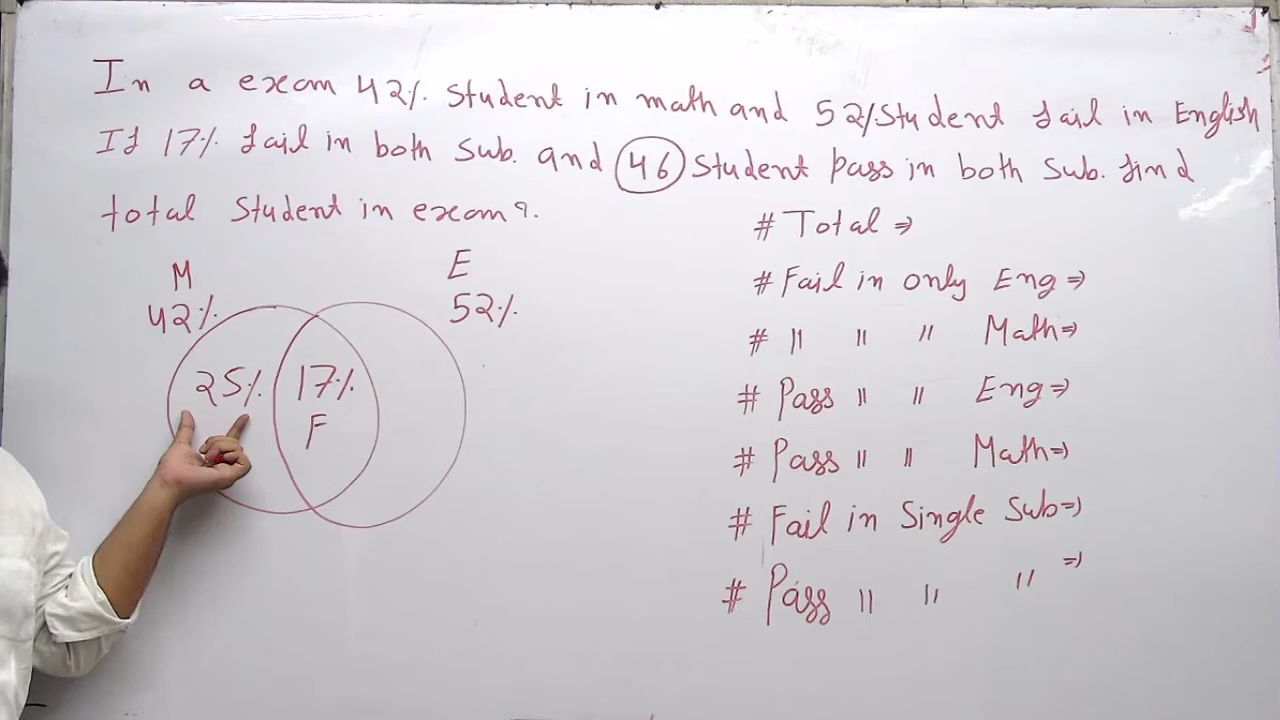 In a exam 42% Student in math and 52% Student fail in English
If 17% fail in both Sub. and 46 Student pass in both Sub. find
total Student in exam?.
# Total ⇒
M
E
42%
52%
# Fail in only Eng ⇒
# 〃 〃 〃 Math ⇒
25% 17%
F
# Pass 〃 〃 Eng ⇒
# Pass 〃 〃 Math ⇒
# Fail in Single Sub ⇒
# Pass 〃 〃 〃 ⇒